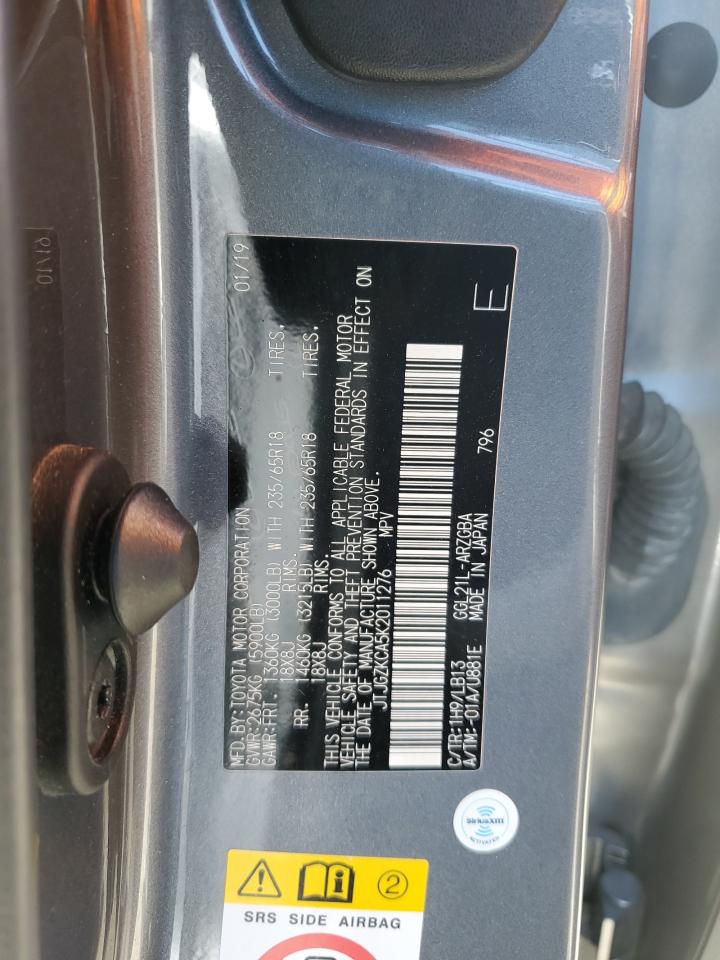 MFD.BY:TOYOTA MOTOR CORPORATION 01/19
GVWR:2675KG (5900LB)
GAWR:FRT. 1360KG (3000LB) WITH 235/65R18 TIRES,
18X8J RIMS,
RR. 1460KG (3215LB) WITH 235/65R18 TIRES,
18X8J RIMS,
THIS VEHICLE CONFORMS TO ALL APPLICABLE FEDERAL MOTOR
VEHICLE SAFETY AND THEFT PREVENTION STANDARDS IN EFFECT ON
THE DATE OF MANUFACTURE SHOWN ABOVE.
JTJGZKCA5K2011276 MPV
C/TR:1H9/LB13 GGL21L-ARZGBA
A/TM:-01A/U881E MADE IN JAPAN 796 E
SiriusXM
ACTIVATED
2
SRS SIDE AIRBAG